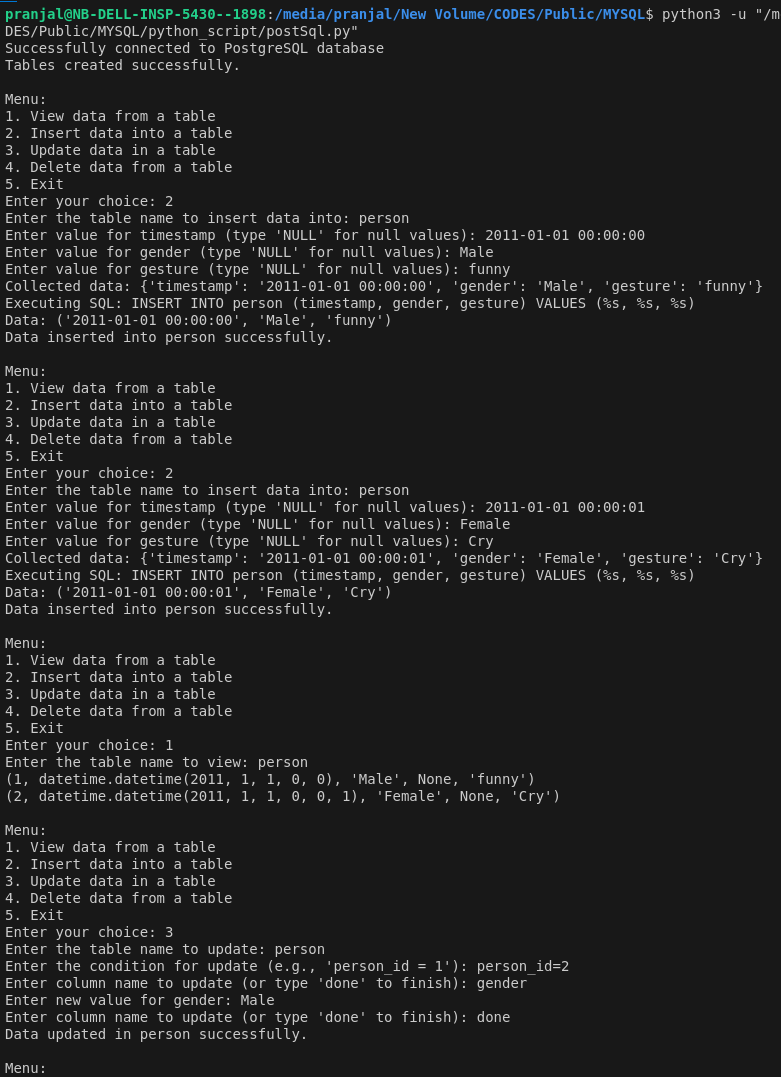 pranjal@NB-DELL-INSP-5430--1898:/media/pranjal/New Volume/CODES/Public/MYSQL$ python3 -u "/m
DES/Public/MYSQL/python_script/postSql.py"
Successfully connected to PostgreSQL database
Tables created successfully.

Menu:
1. View data from a table
2. Insert data into a table
3. Update data in a table
4. Delete data from a table
5. Exit
Enter your choice: 2
Enter the table name to insert data into: person
Enter value for timestamp (type 'NULL' for null values): 2011-01-01 00:00:00
Enter value for gender (type 'NULL' for null values): Male
Enter value for gesture (type 'NULL' for null values): funny
Collected data: {'timestamp': '2011-01-01 00:00:00', 'gender': 'Male', 'gesture': 'funny'}
Executing SQL: INSERT INTO person (timestamp, gender, gesture) VALUES (%s, %s, %s)
Data: ('2011-01-01 00:00:00', 'Male', 'funny')
Data inserted into person successfully.

Menu:
1. View data from a table
2. Insert data into a table
3. Update data in a table
4. Delete data from a table
5. Exit
Enter your choice: 2
Enter the table name to insert data into: person
Enter value for timestamp (type 'NULL' for null values): 2011-01-01 00:00:01
Enter value for gender (type 'NULL' for null values): Female
Enter value for gesture (type 'NULL' for null values): Cry
Collected data: {'timestamp': '2011-01-01 00:00:01', 'gender': 'Female', 'gesture': 'Cry'}
Executing SQL: INSERT INTO person (timestamp, gender, gesture) VALUES (%s, %s, %s)
Data: ('2011-01-01 00:00:01', 'Female', 'Cry')
Data inserted into person successfully.

Menu:
1. View data from a table
2. Insert data into a table
3. Update data in a table
4. Delete data from a table
5. Exit
Enter your choice: 1
Enter the table name to view: person
(1, datetime.datetime(2011, 1, 1, 0, 0), 'Male', None, 'funny')
(2, datetime.datetime(2011, 1, 1, 0, 0, 1), 'Female', None, 'Cry')

Menu:
1. View data from a table
2. Insert data into a table
3. Update data in a table
4. Delete data from a table
5. Exit
Enter your choice: 3
Enter the table name to update: person
Enter the condition for update (e.g., 'person_id = 1'): person_id=2
Enter column name to update (or type 'done' to finish): gender
Enter new value for gender: Male
Enter column name to update (or type 'done' to finish): done
Data updated in person successfully.

Menu: